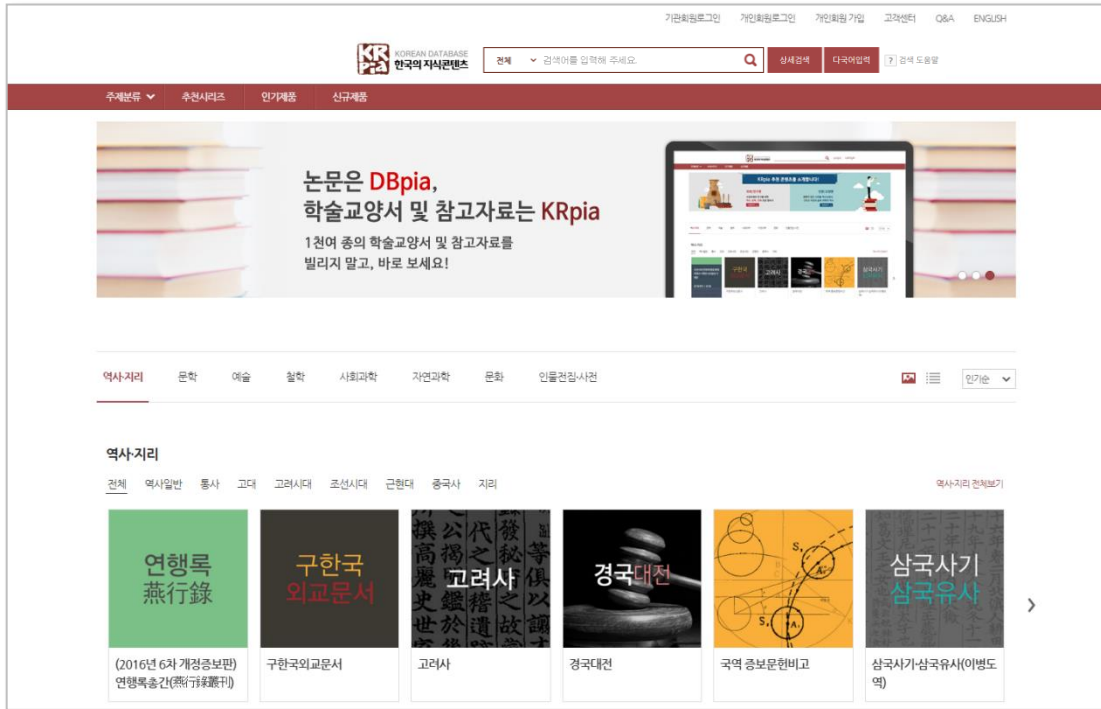 기관회원로그인 개인회원로그인 개인회원 가입 고객센터 Q&A ENGLISH
KRpia KOREAN DATABASE
한국의 지식콘텐츠
전체 검색어를 입력해 주세요. 상세검색 다국어입력 ? 검색 도움말
주제분류 추천시리즈 인기제품 신규제품
논문은 DBpia,
학술교양서 및 참고자료는 KRpia
1천여 종의 학술교양서 및 참고자료를
빌리지 말고, 바로 보세요!
역사·지리 문학 예술 철학 사회과학 자연과학 문화 인물전집·사전 인기순
역사·지리
전체 역사일반 통사 고대 고려시대 조선시대 근현대 중국사 지리 역사·지리 전체보기
연행록
燕行錄
구한국
외교문서
고려사
경국대전
삼국사기
삼국유사
(2016년 6차 개정증보판)
연행록총간(燕行錄叢刊)
구한국외교문서
고려사
경국대전
국역 증보문헌비고
삼국사기·삼국유사(이병도
역)